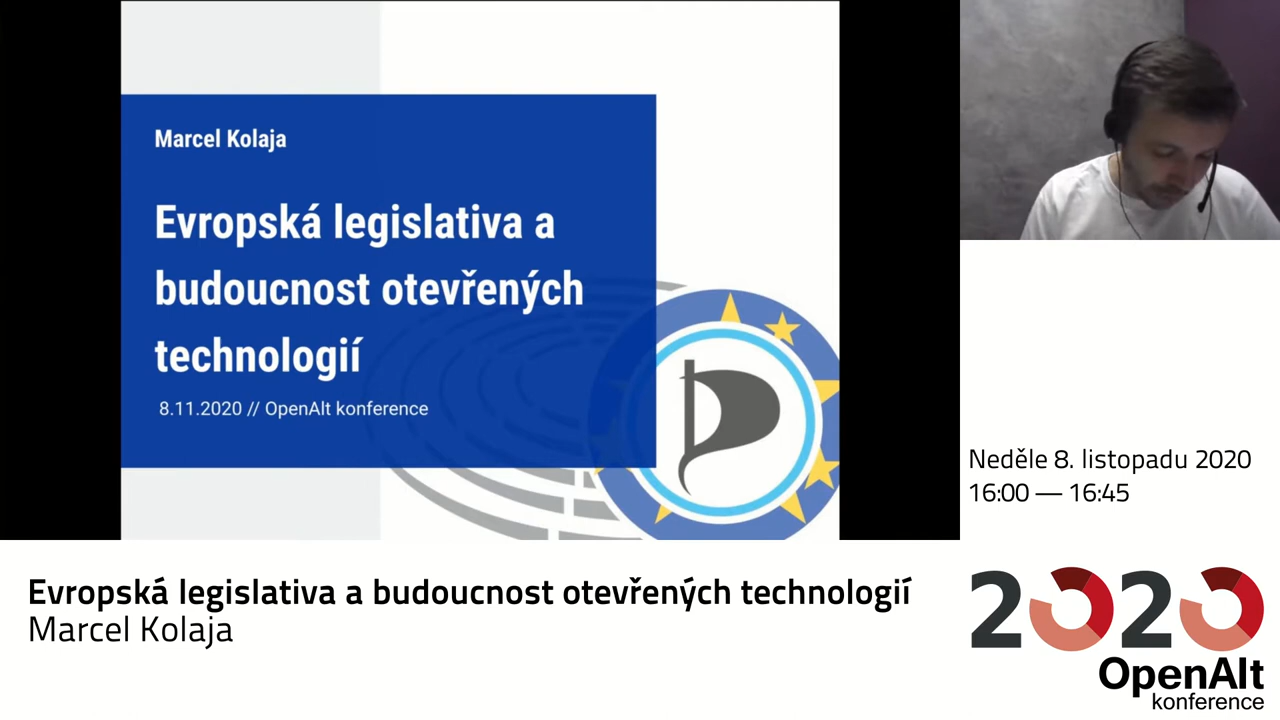 Marcel Kolaja
Evropská legislativa a
budoucnost otevřených
technologií
8.11.2020 // OpenAlt konference
Neděle 8. listopadu 2020
16:00 — 16:45
Evropská legislativa a budoucnost otevřených technologií
Marcel Kolaja
2020
OpenAlt
konference